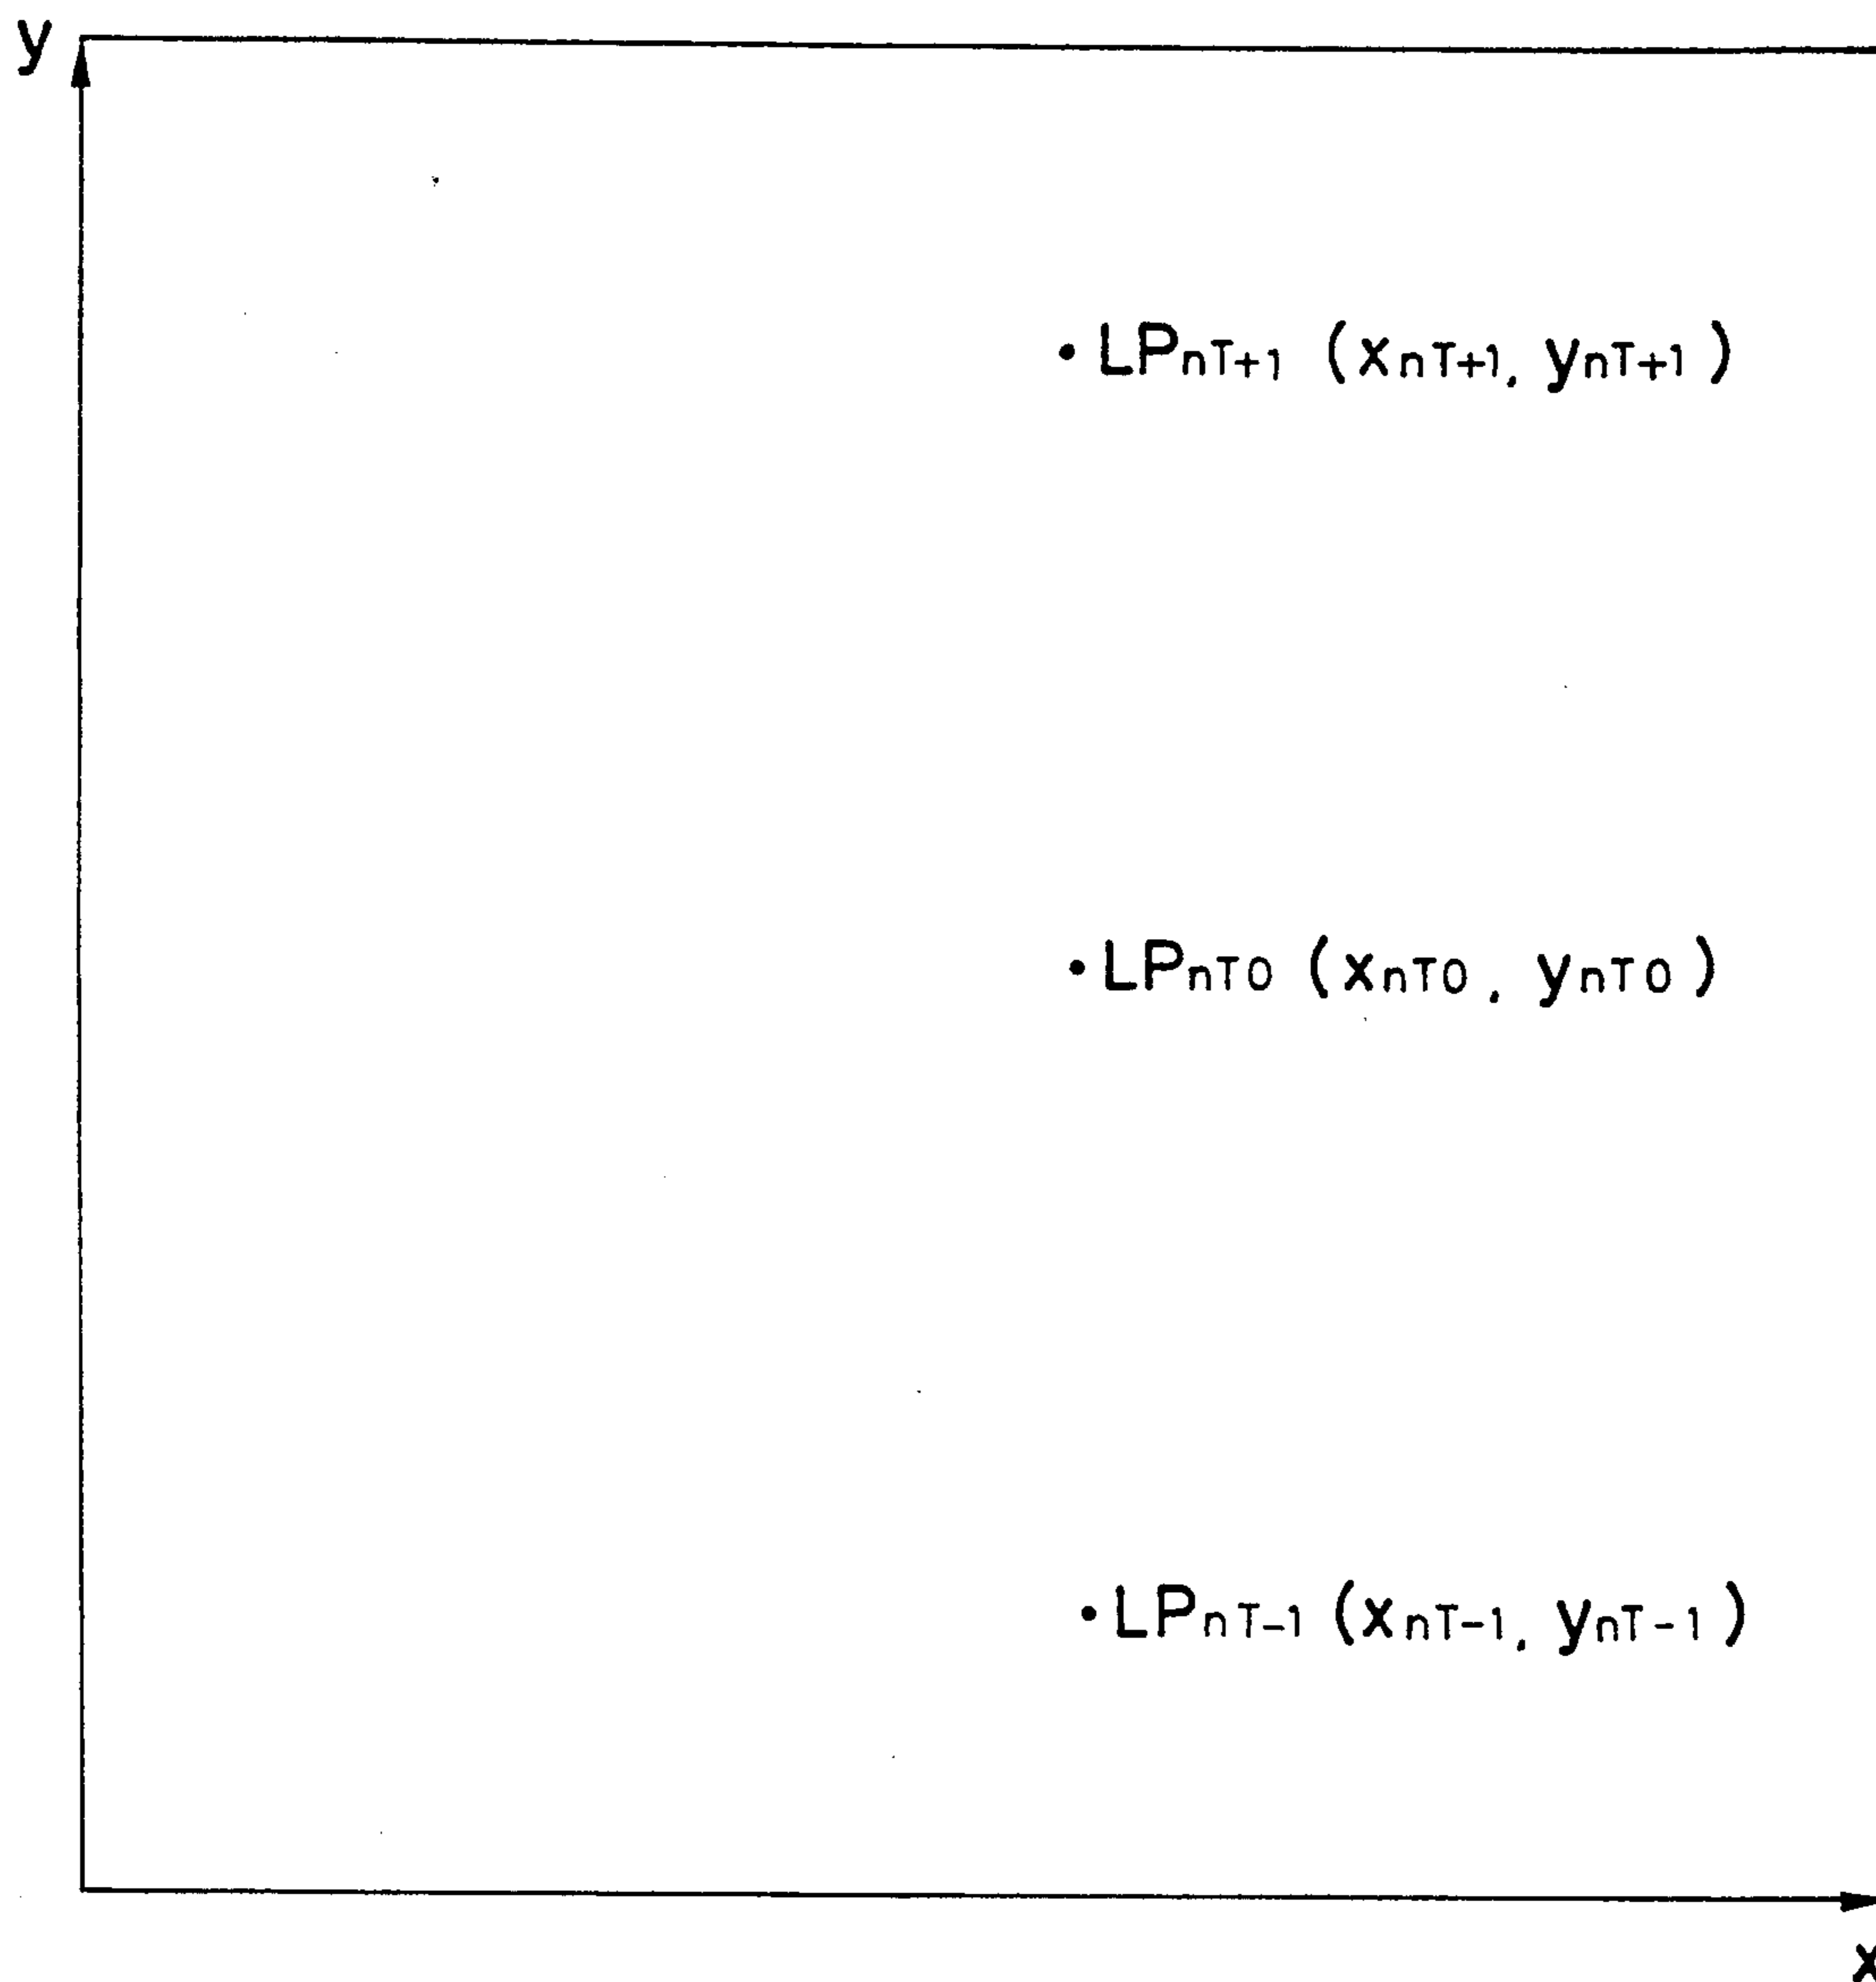 y
LPnT+1 (xnT+1, ynT+1)
LPnT0 (xnT0, ynT0)
LPnT-1 (xnT-1, ynT-1)
x